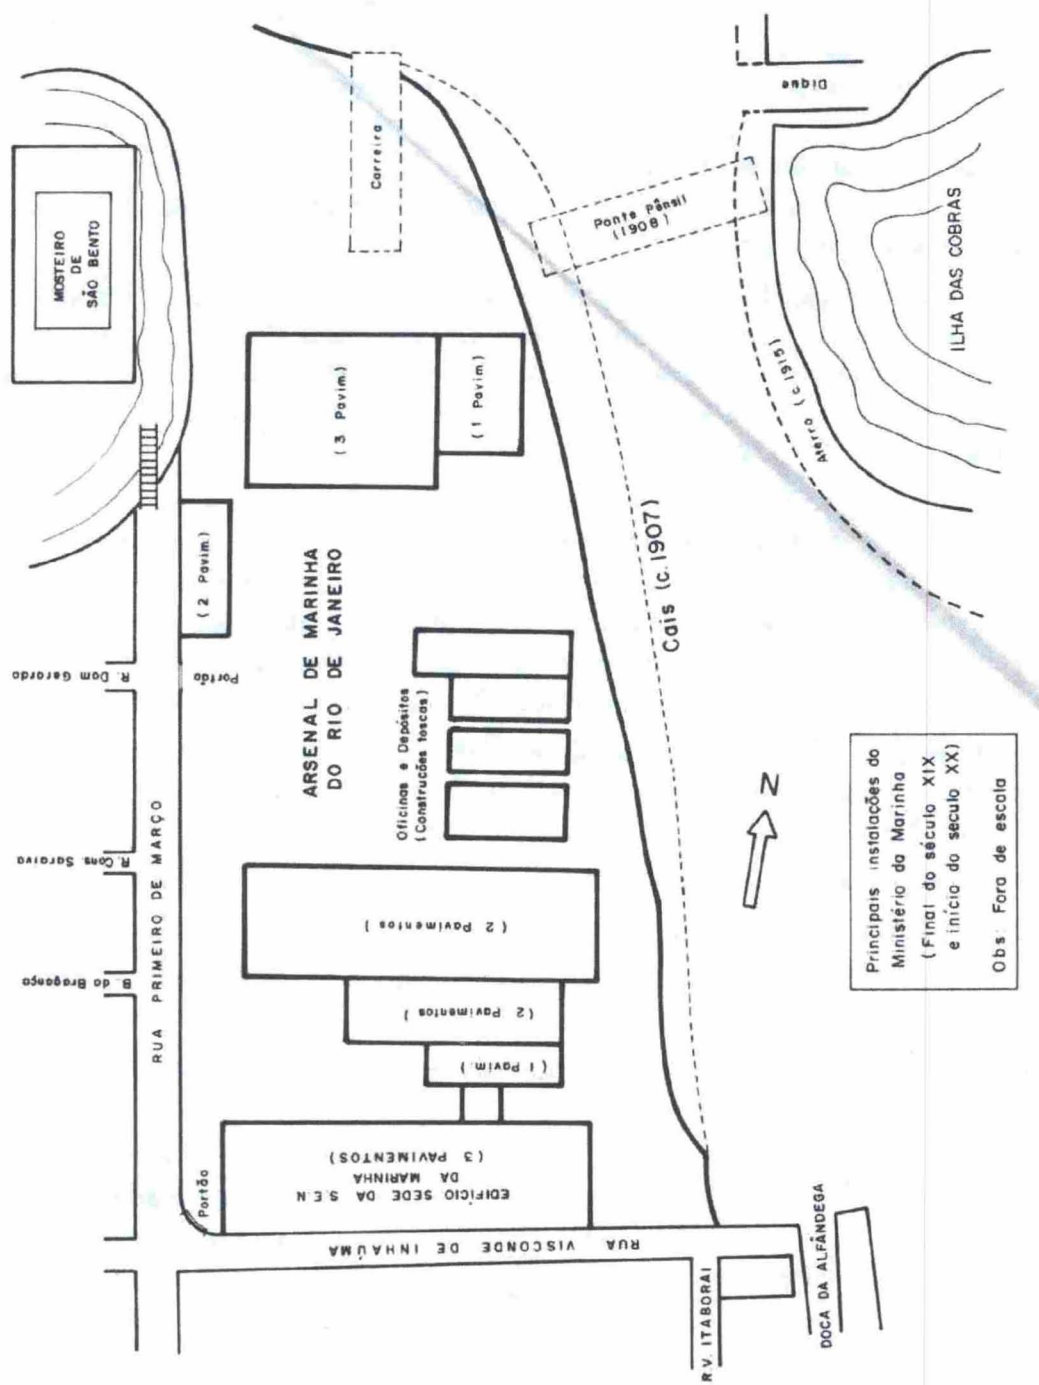 MOSTEIRO
DE
SÃO BENTO
Carreira
Dique
Ponte Pênsil
(1908)
ILHA DAS COBRAS
Aterro (c.1915)
(3 Pavim.)
(1 Pavim.)
(2 Pavim.)
Cais (c.1907)
R. Dom Gerardo
Portão
ARSENAL DE MARINHA
DO RIO DE JANEIRO
Oficinas e Depósitos
(Construções toscas)
R. Cons. Saraiva
RUA PRIMEIRO DE MARÇO
B. do Bragança
(2 Pavimentos)
(2 Pavimentos)
(1 Pavim.)
N
Principais instalações do
Ministério da Marinha
(Final do século XIX
e início do seculo XX)
Obs: Fora de escala
Portão
EDIFÍCIO SEDE DA S.E.N
DA MARINHA
(3 PAVIMENTOS)
RUA VISCONDE DE INHAÚMA
R.V. ITABORAI
DOCA DA ALFÂNDEGA